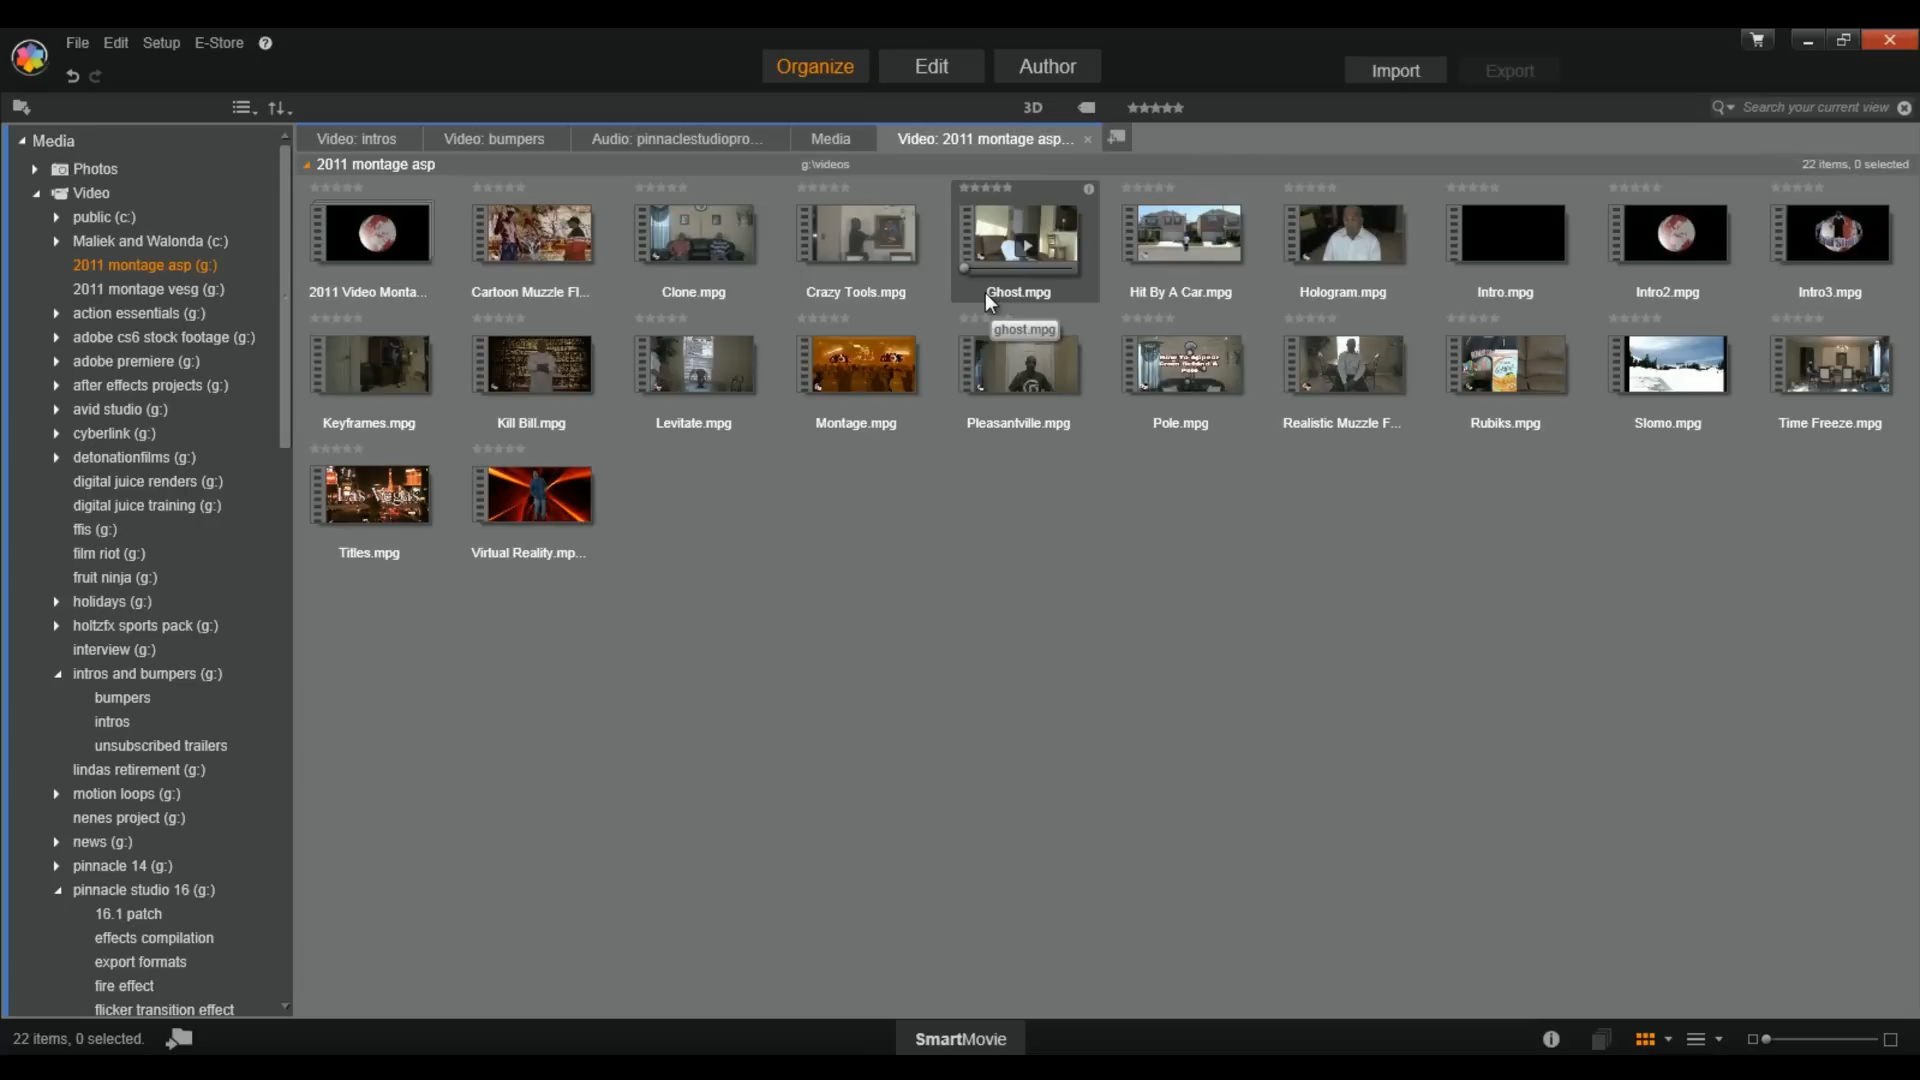 File Edit Setup E-Store ?
Organize Edit Author Import Export
3D Search your current view
Media
Photos
Video
public (c:)
Maliek and Walonda (c:)
2011 montage asp (g:)
2011 montage vesg (g:)
action essentials (g:)
adobe cs6 stock footage (g:)
adobe premiere (g:)
after effects projects (g:)
avid studio (g:)
cyberlink (g:)
detonationfilms (g:)
digital juice renders (g:)
digital juice training (g:)
ffis (g:)
film riot (g:)
fruit ninja (g:)
holidays (g:)
holtzfx sports pack (g:)
interview (g:)
intros and bumpers (g:)
bumpers
intros
unsubscribed trailers
lindas retirement (g:)
motion loops (g:)
nenes project (g:)
news (g:)
pinnacle 14 (g:)
pinnacle studio 16 (g:)
16.1 patch
effects compilation
export formats
fire effect
flicker transition effect
Video: intros Video: bumpers Audio: pinnaclestudiopro... Media Video: 2011 montage asp...
2011 montage asp g:\videos 22 items, 0 selected
2011 Video Monta... Cartoon Muzzle Fl... Clone.mpg Crazy Tools.mpg Ghost.mpg Hit By A Car.mpg Hologram.mpg Intro.mpg Intro2.mpg Intro3.mpg
ghost.mpg
How To Appear
From Behind A
Pole
Keyframes.mpg Kill Bill.mpg Levitate.mpg Montage.mpg Pleasantville.mpg Pole.mpg Realistic Muzzle F... Rubiks.mpg Slomo.mpg Time Freeze.mpg
Las Vegas
Titles.mpg Virtual Reality.mp...
22 items, 0 selected. SmartMovie